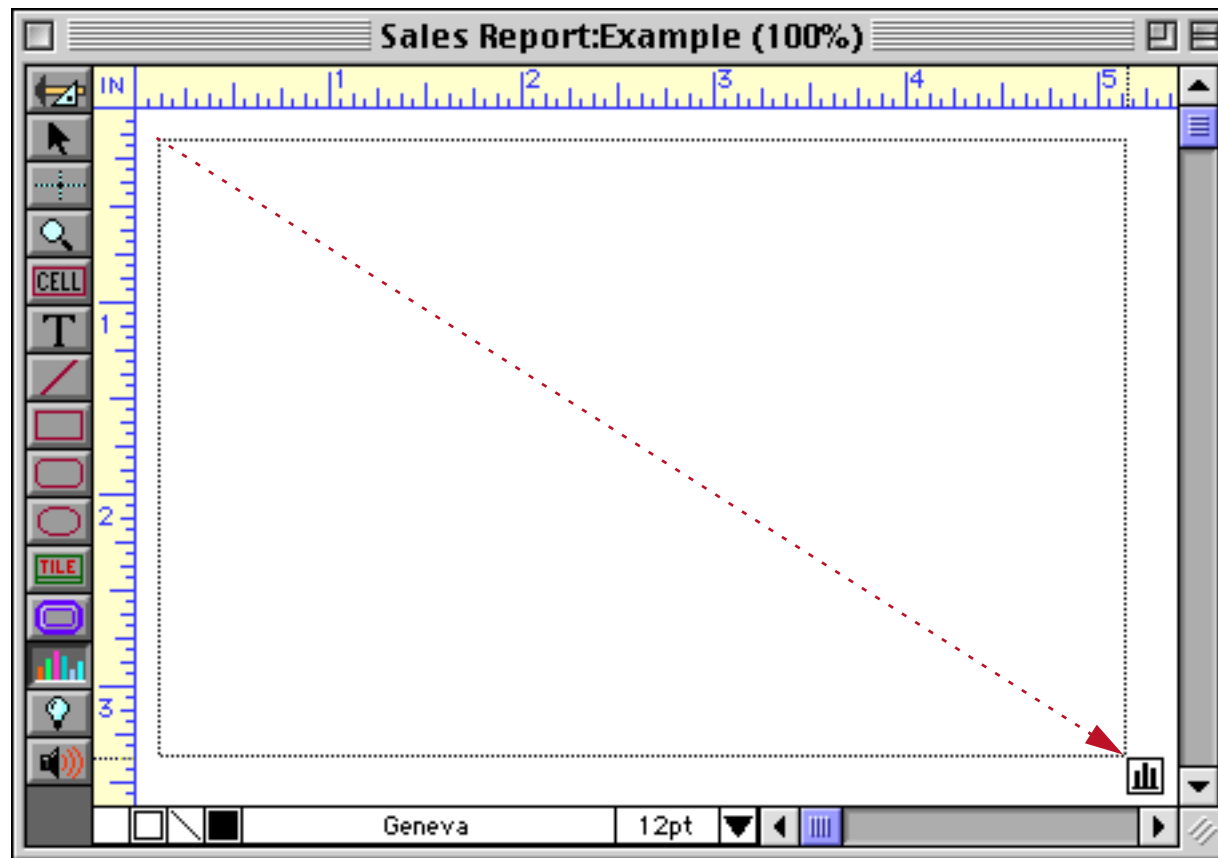 Sales Report:Example (100%)
IN 1 2 3 4 5
CELL
1
2
TILE
3
Geneva 12pt